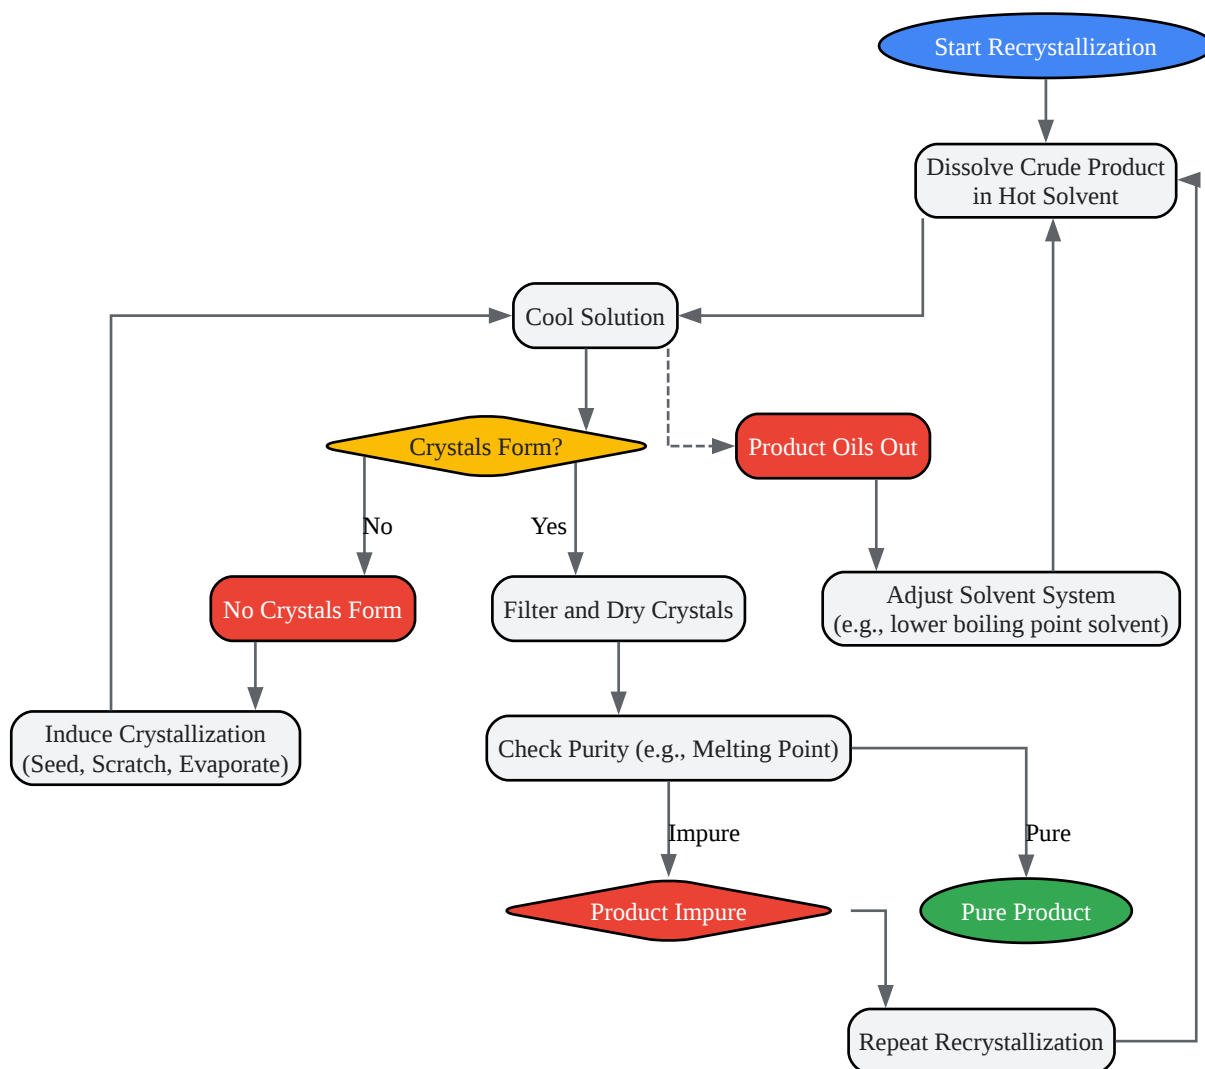 Start Recrystallization
Dissolve Crude Product
in Hot Solvent
Cool Solution
Crystals Form?
Product Oils Out
No
Yes
No Crystals Form
Filter and Dry Crystals
Adjust Solvent System
(e.g., lower boiling point solvent)
Induce Crystallization
(Seed, Scratch, Evaporate)
Check Purity (e.g., Melting Point)
Impure
Pure
Product Impure
Pure Product
Repeat Recrystallization